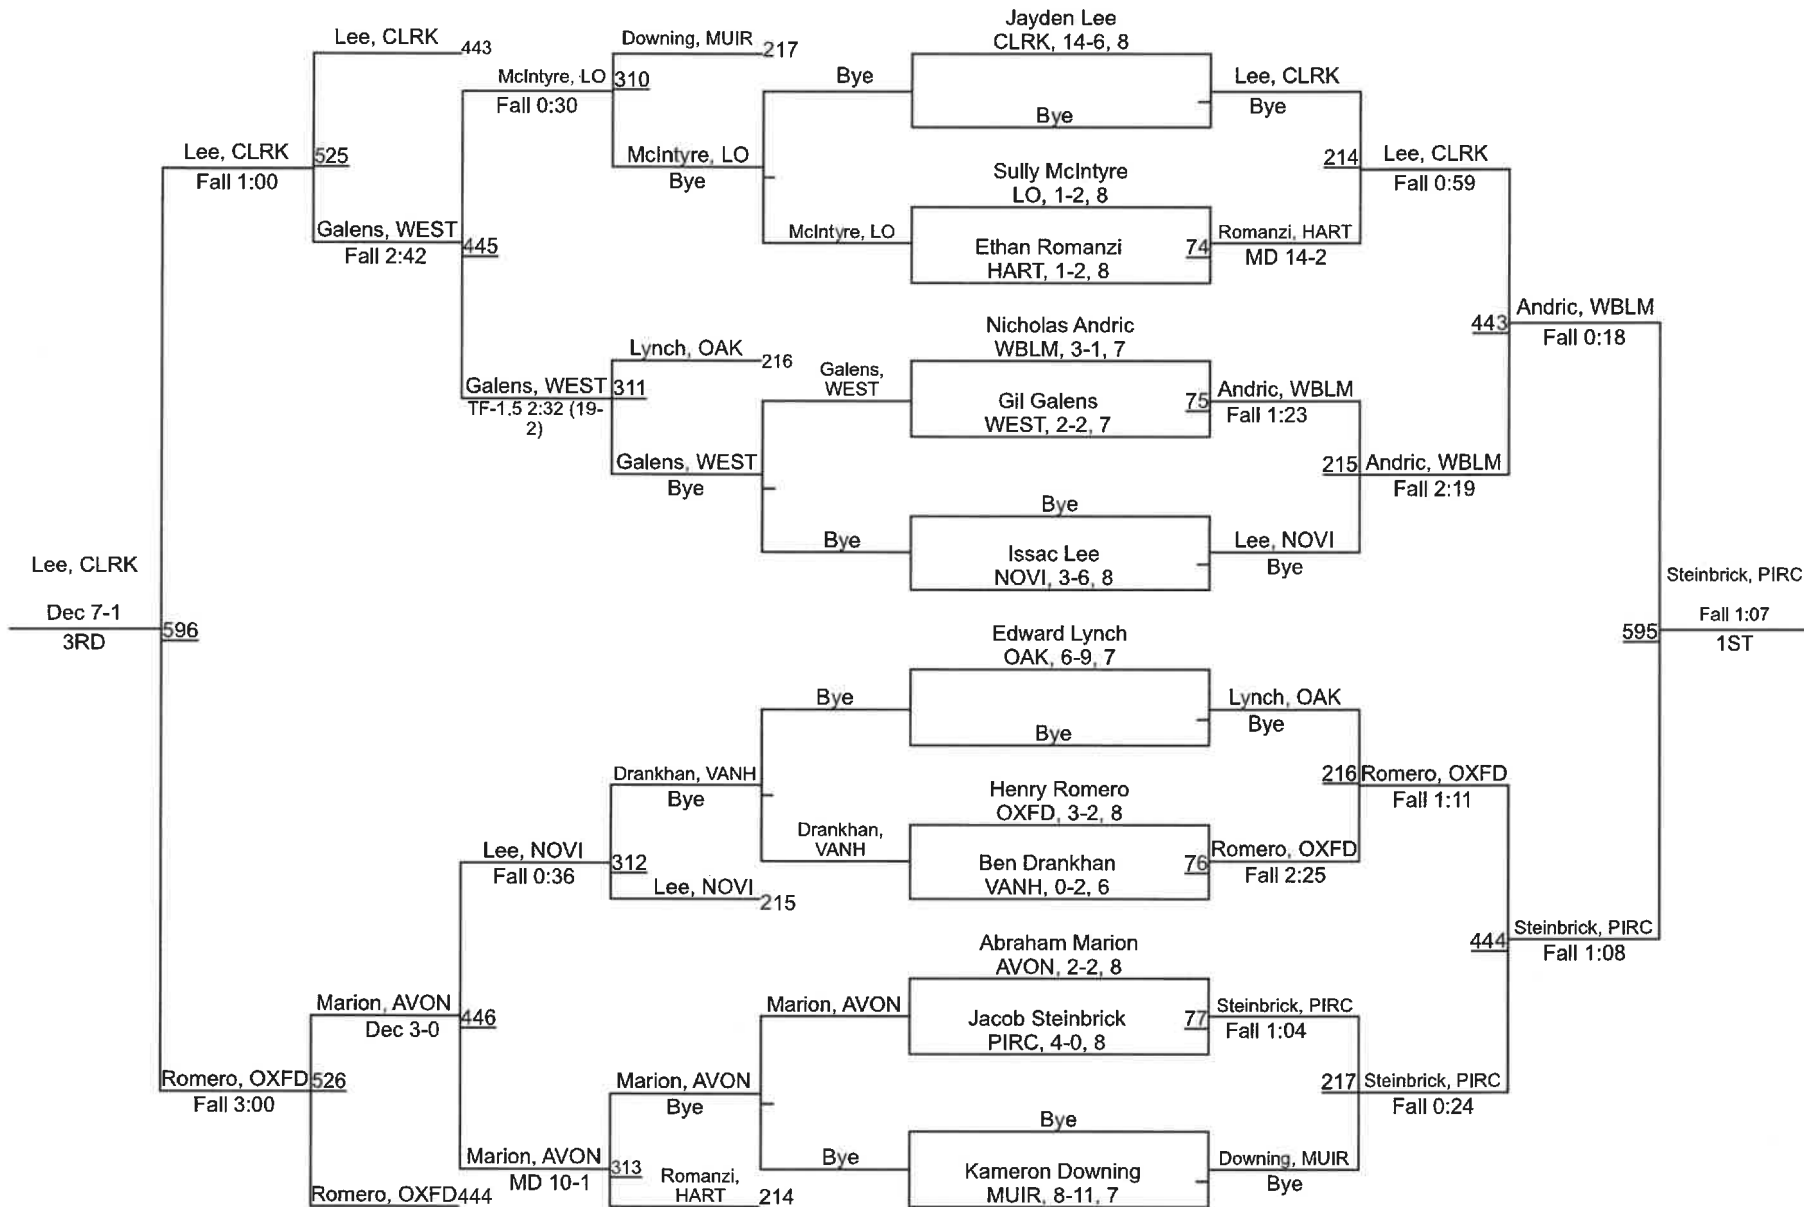 Lee, CLRK
443
525
Lee, CLRK
Fall 1:00
Galens, WEST
Fall 2:42
445
McIntyre, LO
Fall 0:30
310
Downing, MUIR
217
McIntyre, LO
Bye
Galens, WEST
TF-1.5 2:32 (19-
2)
311
Lynch, OAK
216
Galens, WEST
Bye
Bye
McIntyre, LO
Galens,
WEST
Bye
Jayden Lee
CLRK, 14-6, 8
Bye
Sully McIntyre
LO, 1-2, 8
Ethan Romanzi
HART, 1-2, 8
74
Nicholas Andric
WBLM, 3-1, 7
Gil Galens
WEST, 2-2, 7
75
Bye
Issac Lee
NOVI, 3-6, 8
Lee, CLRK
Bye
214
Romanzi, HART
MD 14-2
Andric, WBLM
Fall 1:23
215
Lee, NOVI
Bye
Lee, CLRK
Fall 0:59
443
Andric, WBLM
Fall 2:19
Andric, WBLM
Fall 0:18
Lee, CLRK
Dec 7-1
3RD
596
595
Steinbrick, PIRC
Fall 1:07
1ST
Romero, OXFD
Fall 3:00
526
Marion, AVON
Dec 3-0
446
Romero, OXFD
444
Lee, NOVI
Fall 0:36
312
Drankhan, VANH
Bye
Lee, NOVI
215
Marion, AVON
MD 10-1
313
Marion, AVON
Bye
Romanzi,
HART
214
Bye
Drankhan,
VANH
Marion, AVON
Bye
Edward Lynch
OAK, 6-9, 7
Bye
Henry Romero
OXFD, 3-2, 8
Ben Drankhan
VANH, 0-2, 6
76
Abraham Marion
AVON, 2-2, 8
Jacob Steinbrick
PIRC, 4-0, 8
77
Bye
Kameron Downing
MUIR, 8-11, 7
Lynch, OAK
Bye
216
Romero, OXFD
Fall 2:25
Steinbrick, PIRC
Fall 1:04
217
Downing, MUIR
Bye
Romero, OXFD
Fall 1:11
444
Steinbrick, PIRC
Fall 0:24
Steinbrick, PIRC
Fall 1:08